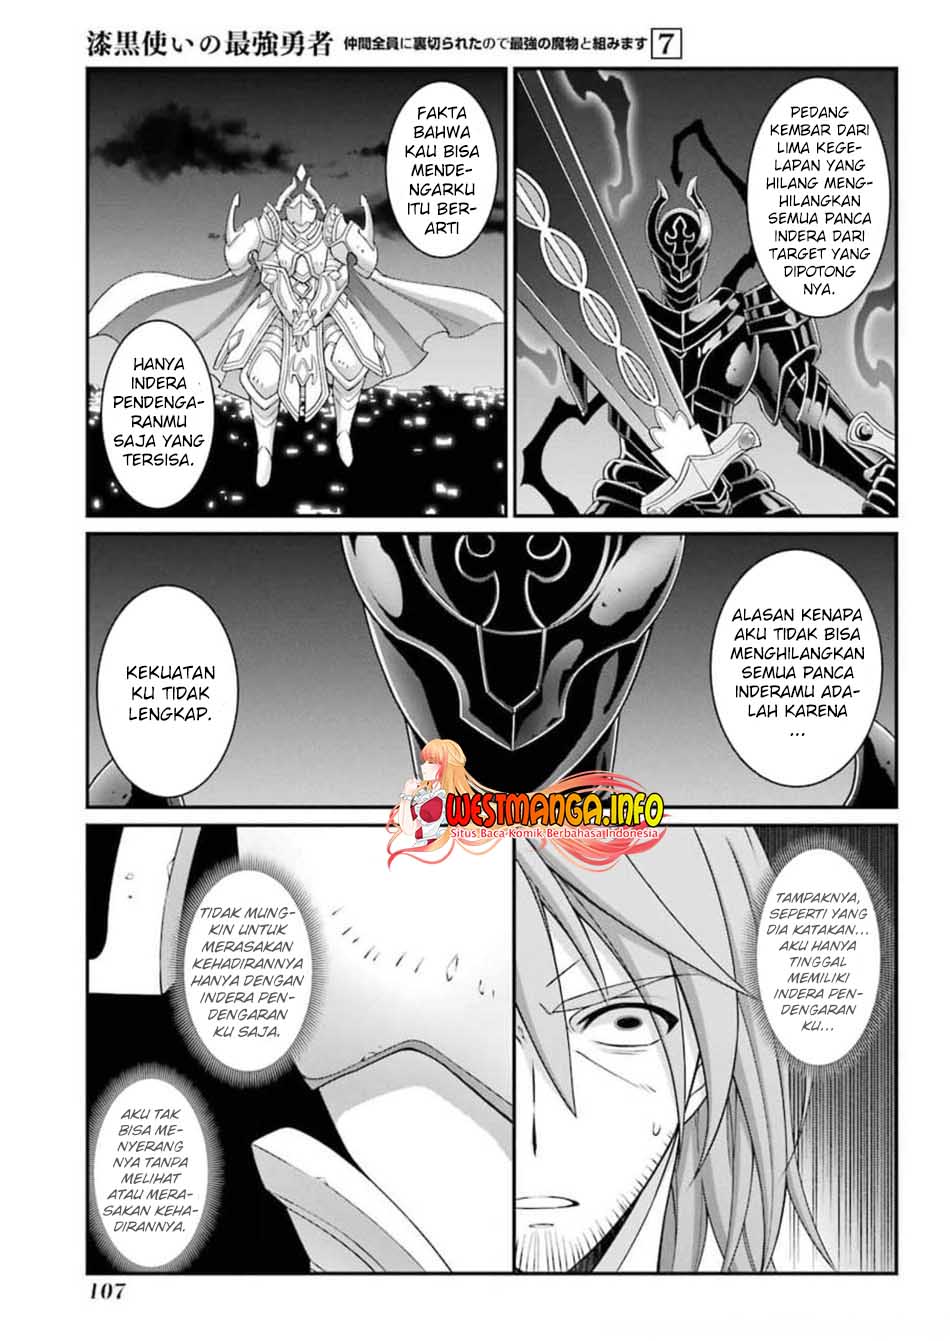 漆黒使いの最強勇者 仲間全員に裏切られたので最強の魔物と組みます 7
PEDANG
KEMBAR DARI
LIMA KEGE-
LAPAN YANG
HILANG MENG-
HILANGKAN
SEMUA PANCA
INDERA DARI
TARGET YANG
DIPOTONG
NYA.
FAKTA
BAHWA
KAU BISA
MENDE-
NGARKU
ITU BER-
ARTI
HANYA
INDERA
PENDENGA-
RANMU
SAJA YANG
TERSISA.
ALASAN KENAPA
AKU TIDAK BISA
MENGHILANGKAN
SEMUA PANCA
INDERAMU ADA-
LAH KARENA
...
KEKUATAN
KU TIDAK
LENGKAP.
WESTMANGA.INFO
Situs Baca Komik Berbahasa Indonesia
TAMPAKNYA,
SEPERTI YANG
DIA KATAKAN...
AKU HANYA
TINGGAL
MEMILIKI
INDERA PEN-
DENGARAN
KU...
TIDAK MUNG-
KIN UNTUK
MERASAKAN
KEHADIRANNYA
HANYA DENGAN
INDERA PEN-
DENGARAN
KU SAJA.
AKU TAK
BISA ME-
NYERANG
NYA TANPA
MELIHAT
ATAU MERA-
SAKAN KEHA-
DIRANNYA.
107